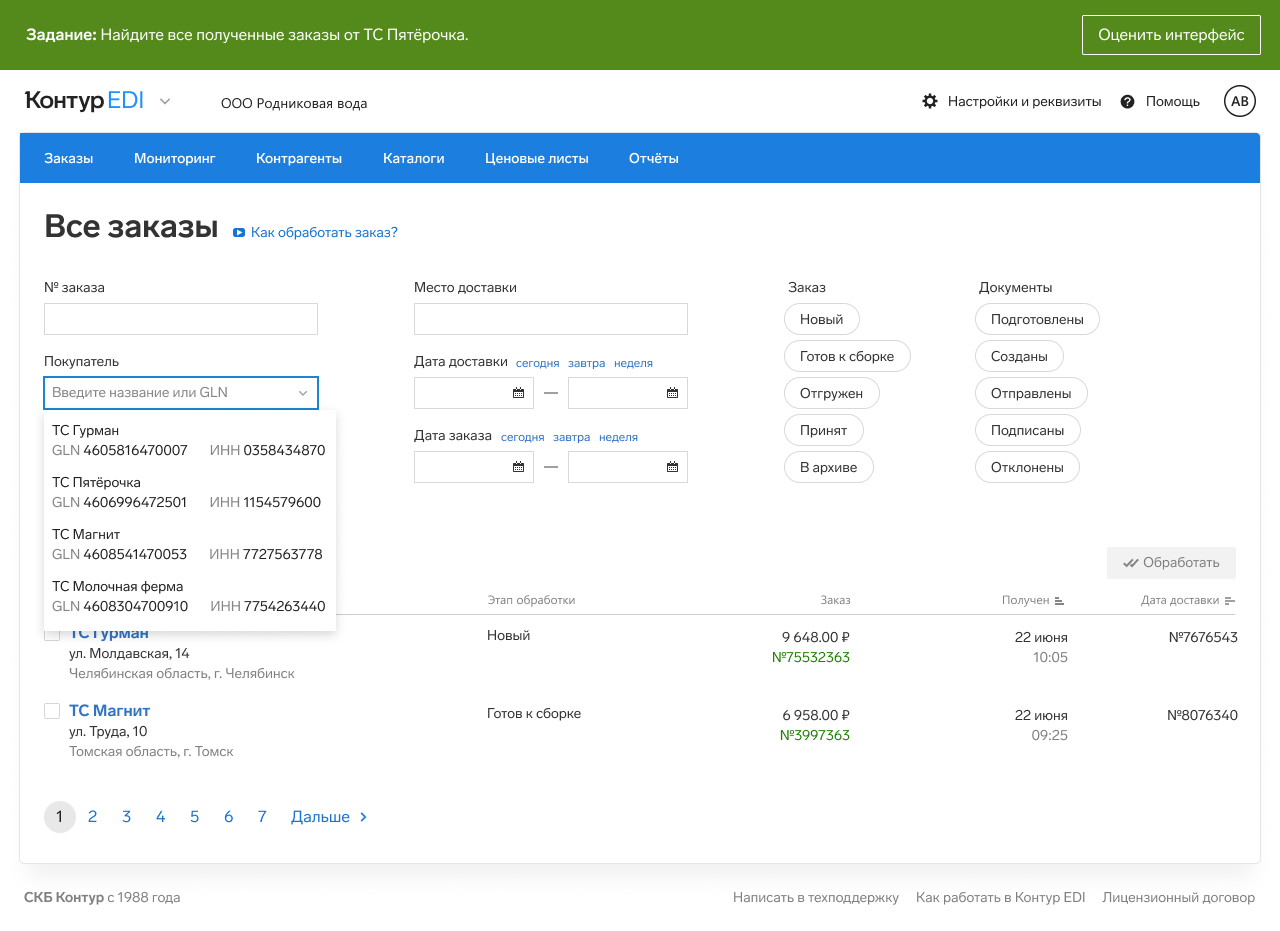 Задание: Найдите все полученные заказы от ТС Пятёрочка.
Оценить интерфейс
Контур EDI
ООО Родниковая вода
Настройки и реквизиты
Помощь
АВ
Заказы
Мониторинг
Контрагенты
Каталоги
Ценовые листы
Отчёты
Все заказы
Как обработать заказ?
№ заказа
Место доставки
Заказ
Документы
Новый
Подготовлены
Покупатель
Дата доставки сегодня завтра неделя
Готов к сборке
Созданы
Введите название или GLN
—
Отгружен
Отправлены
ТС Гурман
GLN 4605816470007 ИНН 0358434870
ТС Пятёрочка
GLN 4606996472501 ИНН 1154579600
ТС Магнит
GLN 4608541470053 ИНН 7727563778
ТС Молочная ферма
GLN 4608304700910 ИНН 7754263440
Дата заказа сегодня завтра неделя
—
Принят
Подписаны
В архиве
Отклонены
Обработать
Этап обработки
Заказ
Получен
Дата доставки
ТС Гурман
Новый
9 648.00 ₽
22 июня
№7676543
ул. Молдавская, 14
№75532363
10:05
Челябинская область, г. Челябинск
ТС Магнит
Готов к сборке
6 958.00 ₽
22 июня
№8076340
ул. Труда, 10
№3997363
09:25
Томская область, г. Томск
1 2 3 4 5 6 7 Дальше
СКБ Контур с 1988 года
Написать в техподдержку
Как работать в Контур EDI
Лицензионный договор